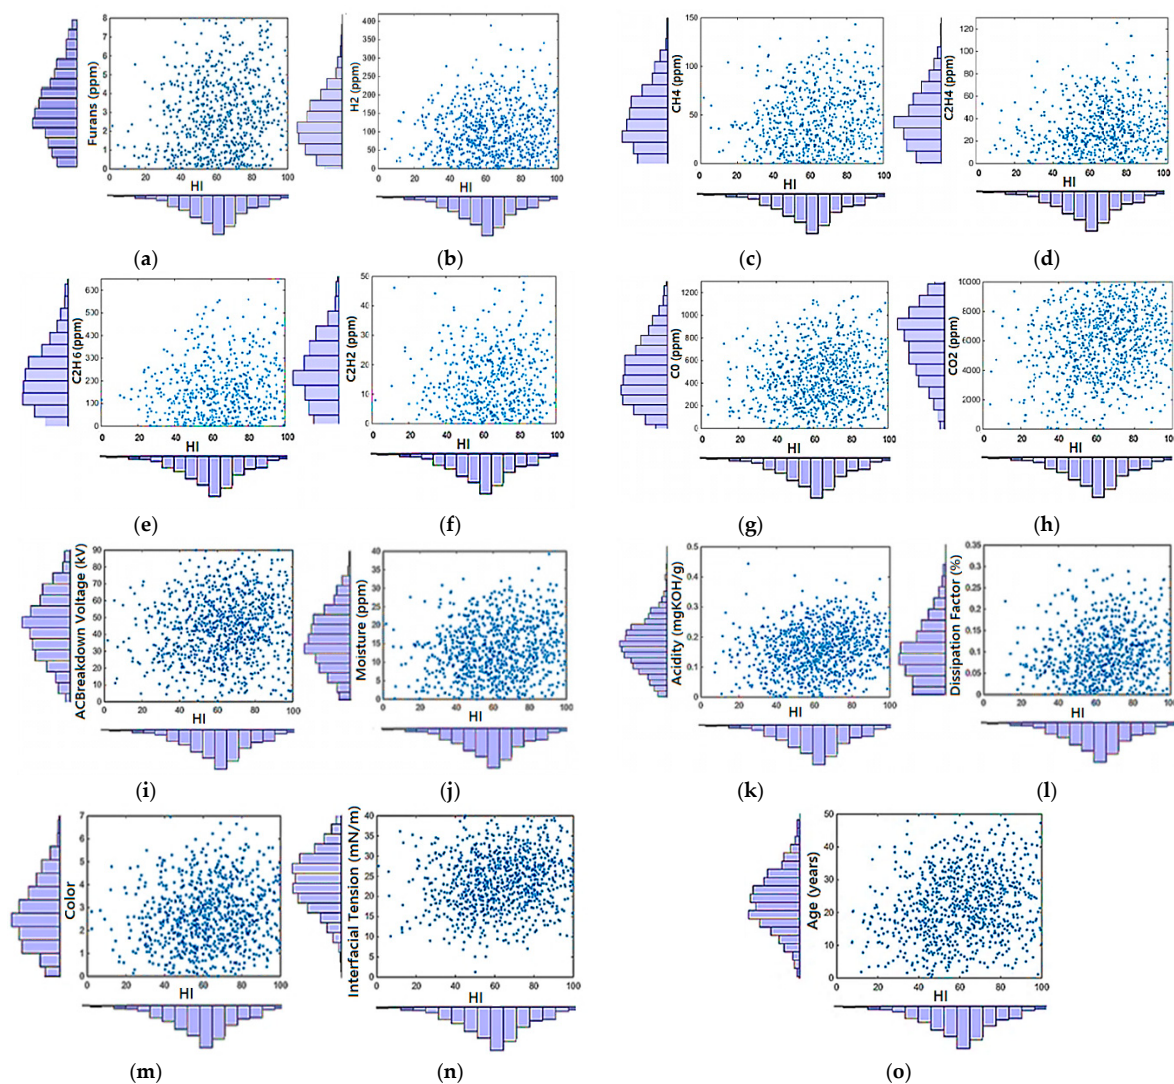 Furans (ppm)
8
7
6
5
4
3
2
1
0
0 20 40 60 80 100
HI
(a)
H2 (ppm)
400
350
300
250
200
150
100
50
0
0 20 40 60 80 100
HI
(b)
CH4 (ppm)
150
100
50
0
0 20 40 60 80 100
HI
(c)
C2H4 (ppm)
140
120
100
80
60
40
20
0
0 20 40 60 80 100
HI
(d)
C2H6(ppm)
600
500
400
300
200
100
0
0 20 40 60 80 100
HI
(e)
C2H2 (ppm)
50
40
30
20
10
0
0 20 40 60 80 100
HI
(f)
C0 (ppm)
1200
1000
800
600
400
200
0
0 20 40 60 80 100
HI
(g)
CO2 (ppm)
10000
8000
6000
4000
2000
0
0 20 40 60 80 100
HI
(h)
ACBreakdown Voltage (kV)
90
80
70
60
50
40
30
20
10
0
0 20 40 60 80 100
HI
(i)
Moisture (ppm)
40
35
30
25
20
15
10
5
0
0 20 40 60 80 100
HI
(j)
Acidity (mgKOH/g)
0.5
0.4
0.3
0.2
0.1
0
0 20 40 60 80 100
HI
(k)
Dissipation Factor (%)
0.35
0.3
0.25
0.2
0.15
0.1
0.05
0
0 20 40 60 80 100
HI
(l)
Color
7
6
5
4
3
2
1
0
0 20 40 60 80 100
HI
(m)
Interfacial Tension (mN/m)
40
35
30
25
20
15
10
5
0
0 20 40 60 80 100
HI
(n)
Age (years)
50
40
30
20
10
0
0 20 40 60 80 100
HI
(o)